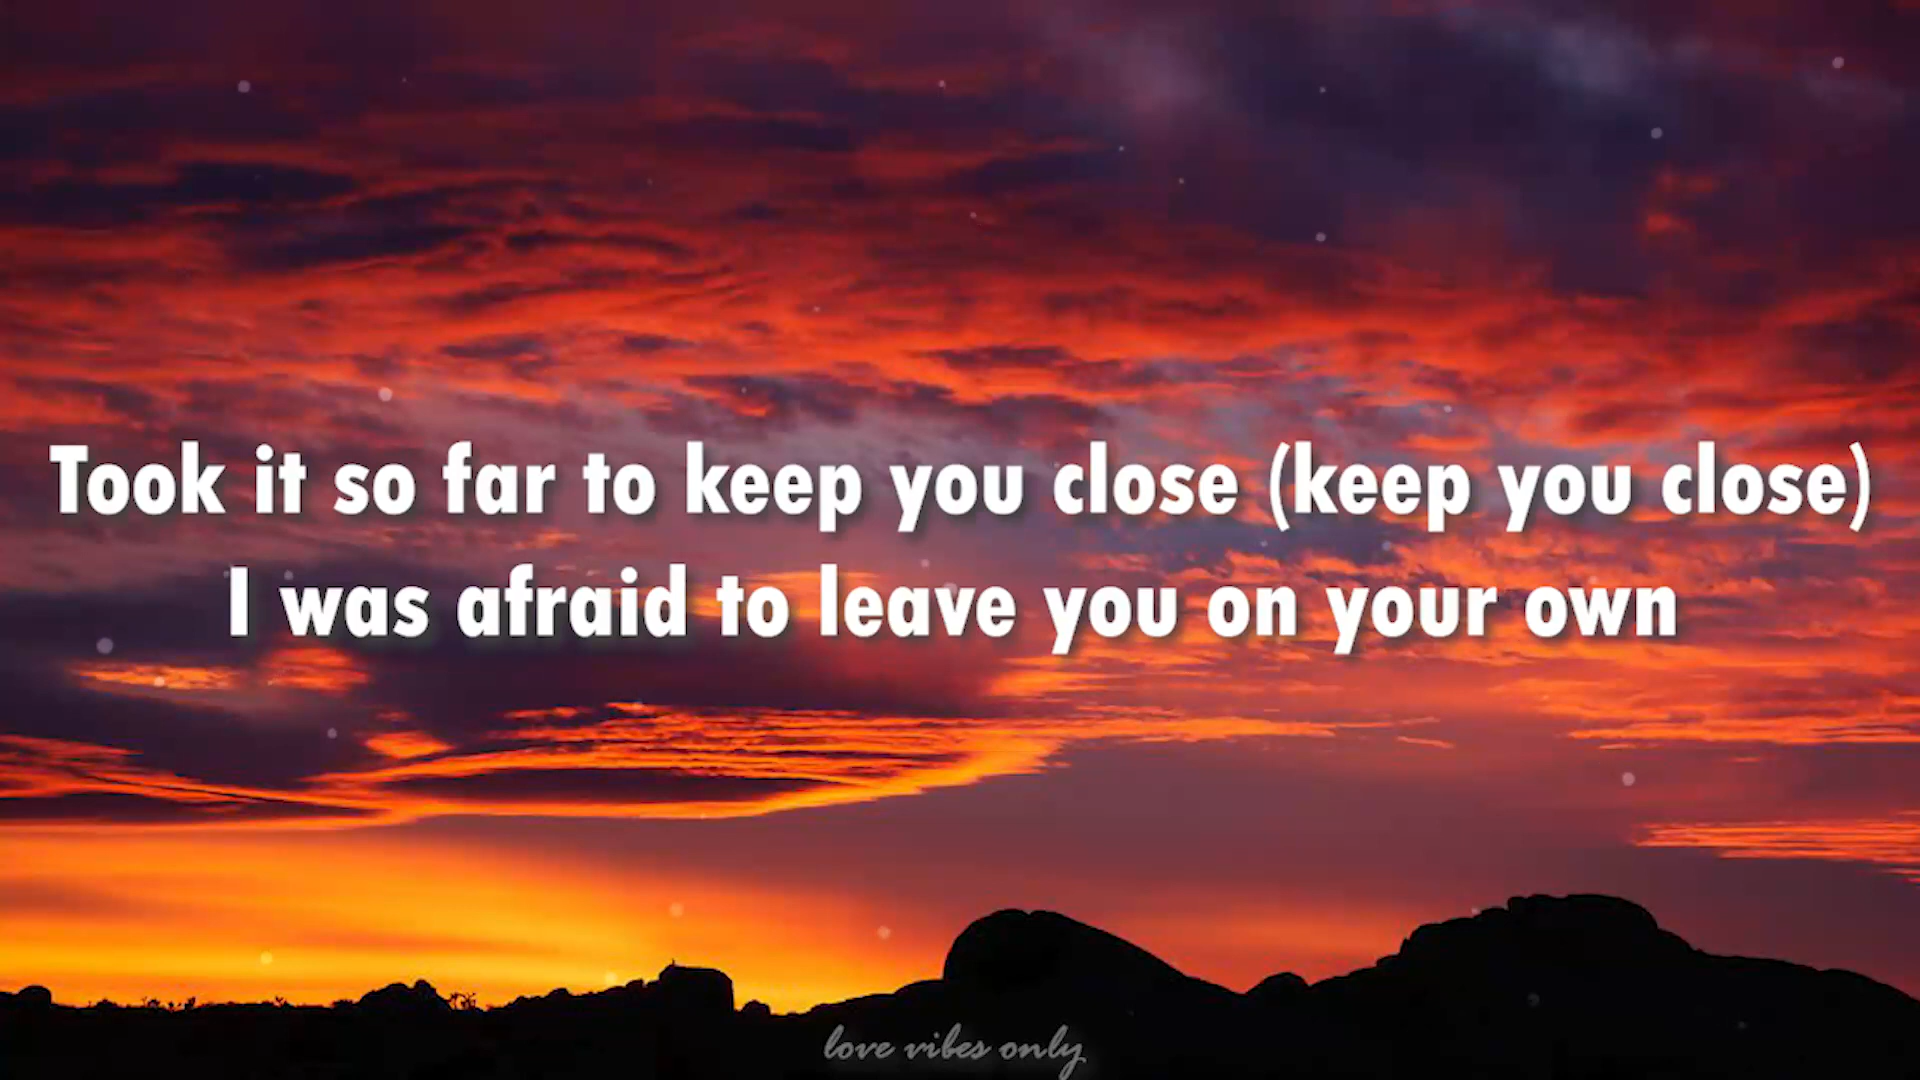 Took it so far to keep you close (keep you close)
I was afraid to leave you on your own
love vibes only